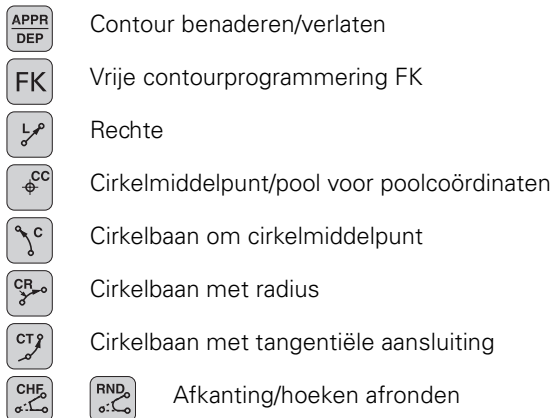 APPR
DEP
Contour benaderen/verlaten
FK
Vrije contourprogrammering FK
L
Rechte
CC
Cirkelmiddelpunt/pool voor poolcoördinaten
C
Cirkelbaan om cirkelmiddelpunt
CR
Cirkelbaan met radius
CT
Cirkelbaan met tangentiële aansluiting
CHF RND Afkanting/hoeken afronden